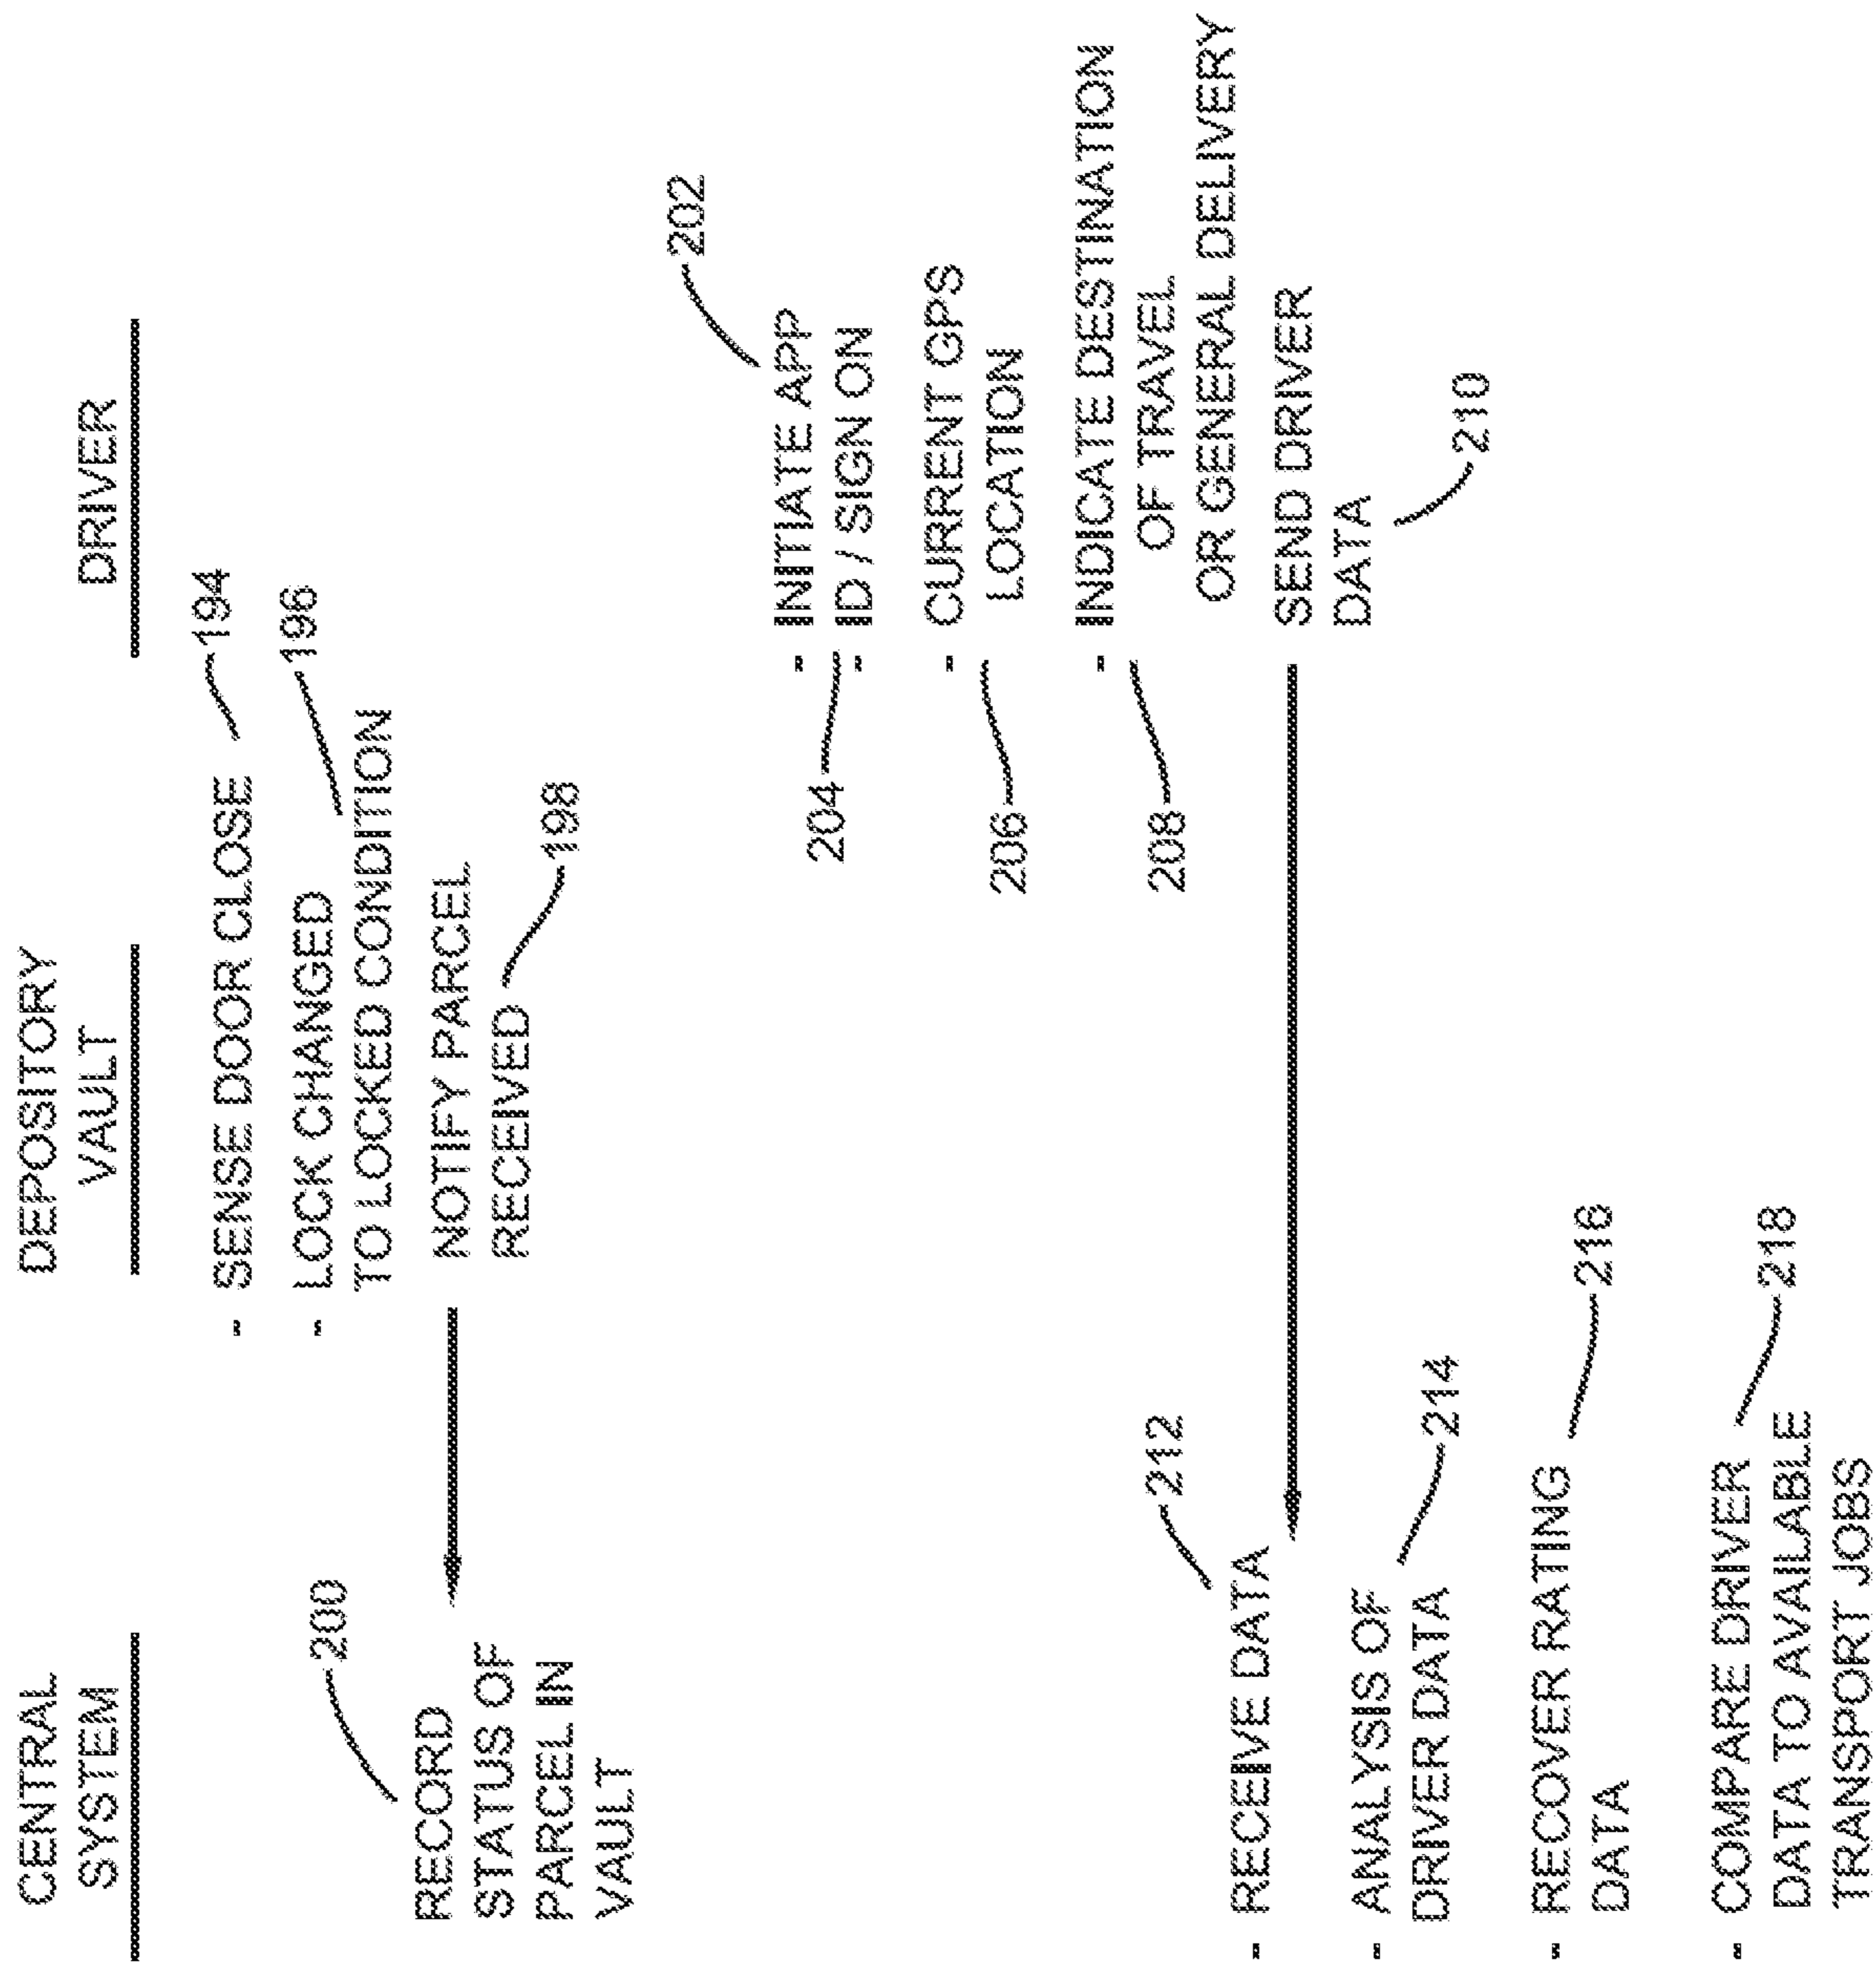 CENTRAL
SYSTEM
DEPOSITORY
VAULT
DRIVER
- SENSE DOOR CLOSE
194
- LOCK CHANGED
TO LOCKED CONDITION
196
NOTIFY PARCEL
RECEIVED
198
200
RECORD
STATUS OF
PARCEL IN
VAULT
202
- INITIATE APP
204
- ID / SIGN ON
- CURRENT GPS
LOCATION
206
- INDICATE DESTINATION
OF TRAVEL
OR GENERAL DELIVERY
208
SEND DRIVER
DATA
210
212
- RECEIVE DATA
- ANALYSIS OF
DRIVER DATA
214
- RECOVER RATING
DATA
216
- COMPARE DRIVER
DATA TO AVAILABLE
TRANSPORT JOBS
218